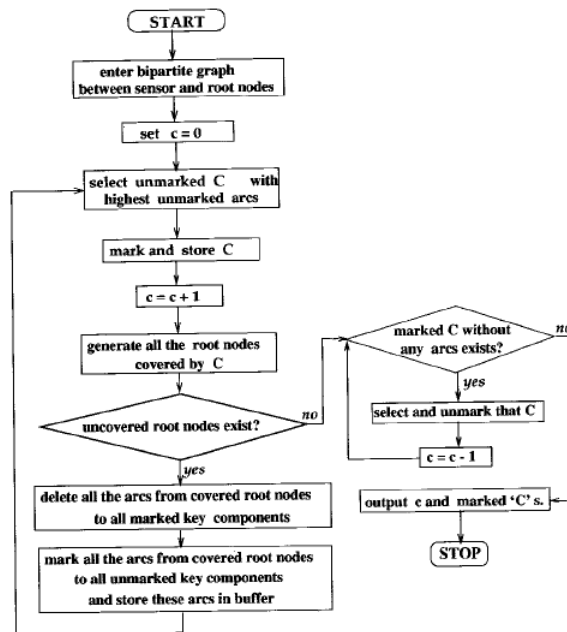 START
enter bipartite graph
between sensor and root nodes
set c = 0
select unmarked C with
highest unmarked arcs
mark and store C
c = c + 1
generate all the root nodes
covered by C
uncovered root nodes exist?
no
yes
delete all the arcs from covered root nodes
to all marked key components
mark all the arcs from covered root nodes
to all unmarked key components
and store these arcs in buffer
marked C without
any arcs exists?
no
yes
select and unmark that C
c = c - 1
output c and marked 'C' s.
STOP